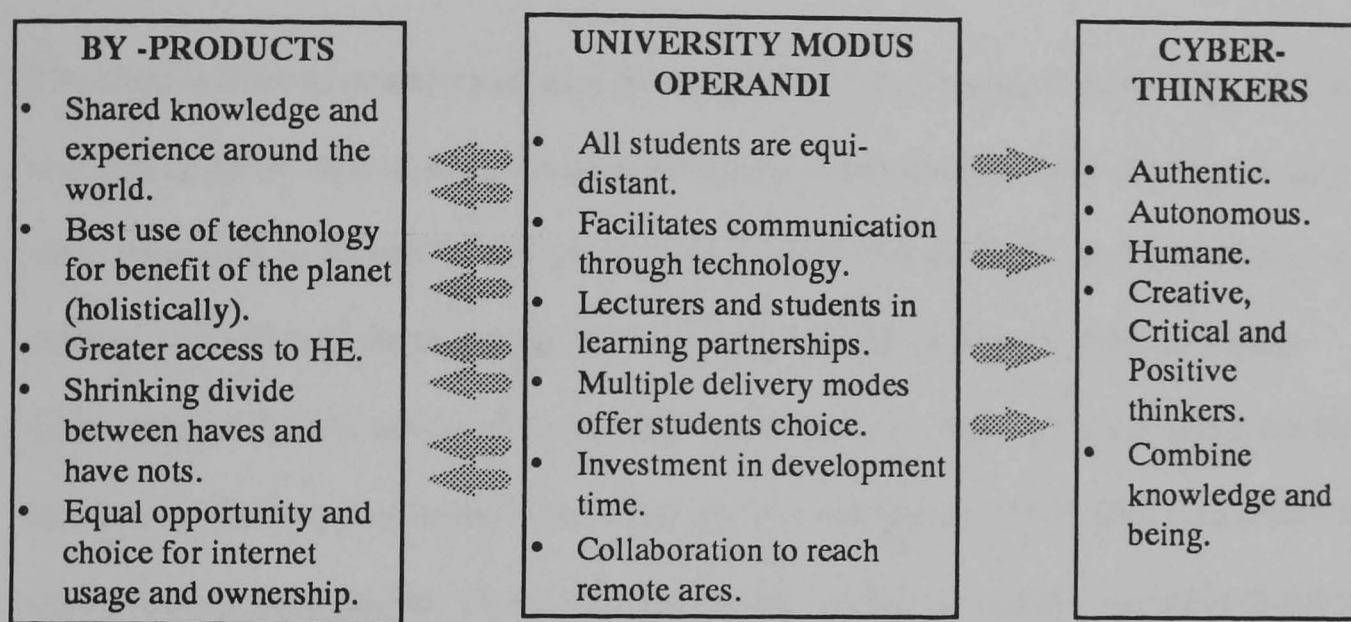 BY -PRODUCTS
• Shared knowledge and
experience around the
world.
• Best use of technology
for benefit of the planet
(holistically).
• Greater access to HE.
• Shrinking divide
between haves and
have nots.
• Equal opportunity and
choice for internet
usage and ownership.
UNIVERSITY MODUS
OPERANDI
• All students are equi-
distant.
• Facilitates communication
through technology.
• Lecturers and students in
learning partnerships.
• Multiple delivery modes
offer students choice.
• Investment in development
time.
• Collaboration to reach
remote ares.
CYBER-
THINKERS
• Authentic.
• Autonomous.
• Humane.
• Creative,
Critical and
Positive
thinkers.
• Combine
knowledge and
being.